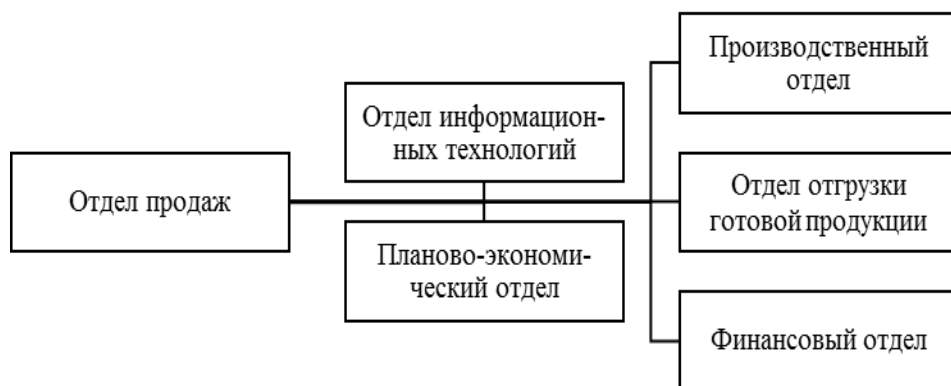 Отдел продаж
Отдел информацион-
ных технологий
Планово-экономи-
ческий отдел
Производственный
отдел
Отдел отгрузки
готовой продукции
Финансовый отдел